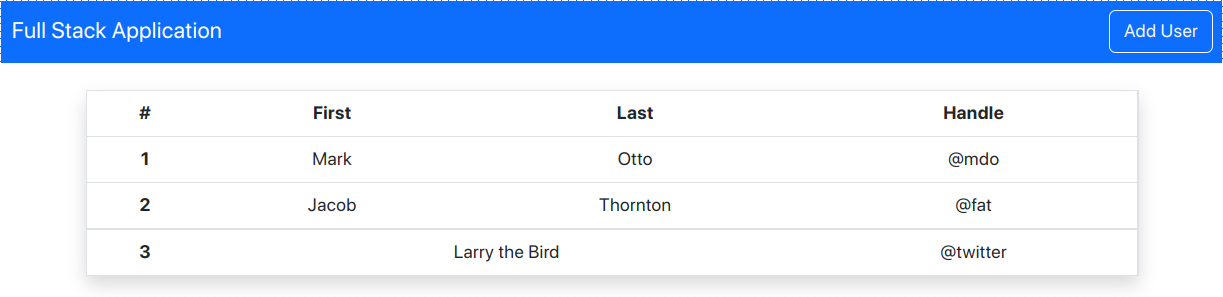 Full Stack Application Add User
# First Last Handle
1 Mark Otto @mdo
2 Jacob Thornton @fat
3 Larry the Bird @twitter